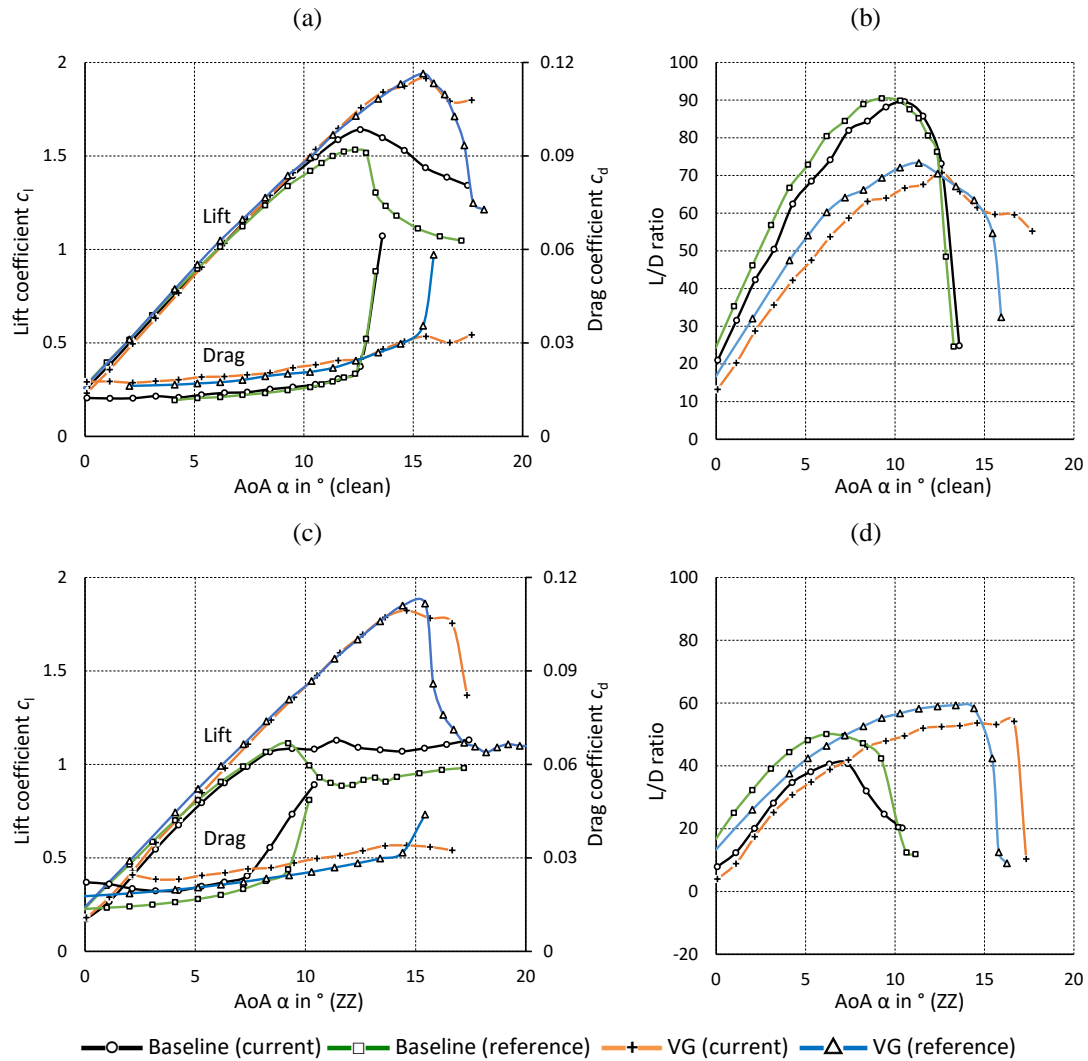 (a)
(b)
2
1.5
1
0.5
0
Lift coefficient cl
0.12
0.09
0.06
0.03
0
Drag coefficient cd
Lift
Drag
0 5 10 15 20
AoA α in ° (clean)
100
90
80
70
60
50
40
30
20
10
0
L/D ratio
0 5 10 15 20
AoA α in ° (clean)
(c)
(d)
2
1.5
1
0.5
0
Lift coefficient cl
0.12
0.09
0.06
0.03
0
Drag coefficient cd
Lift
Drag
0 5 10 15 20
AoA α in ° (ZZ)
100
80
60
40
20
0
-20
L/D ratio
0 5 10 15 20
AoA α in ° (ZZ)
Baseline (current) Baseline (reference) VG (current) VG (reference)